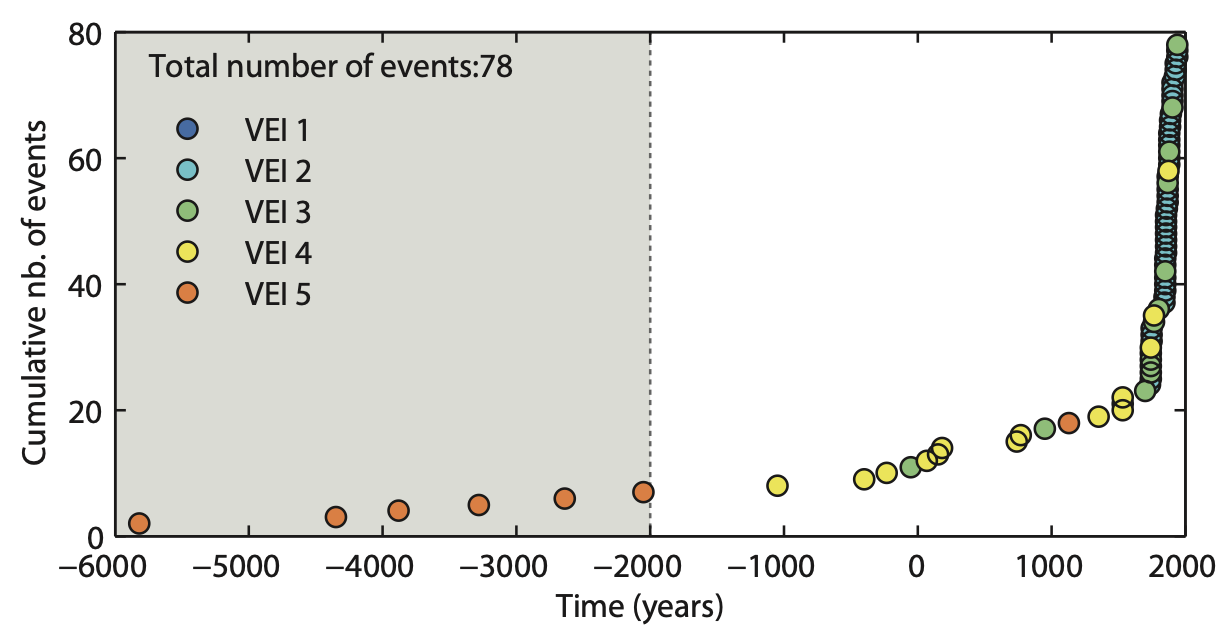 Total number of events:78
VEI 1
VEI 2
VEI 3
VEI 4
VEI 5
Cumulative nb. of events
80
60
40
20
0
−6000 −5000 −4000 −3000 −2000 −1000 0 1000 2000
Time (years)